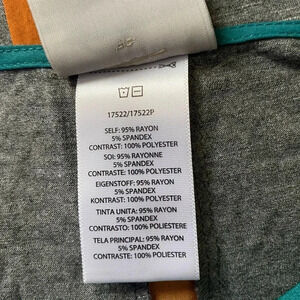 17522/17522P
SELF: 95% RAYON
5% SPANDEX
CONTRAST: 100% POLYESTER
SOI: 95% RAYONNE
5% SPANDEX
CONTRASTE: 100% POLYESTER
EIGENSTOFF: 95% RAYON
5% SPANDEX
KONTRAST: 100% POLYESTER
TINTA UNITA: 95% RAYON
5% SPANDEX
CONTRASTO: 100% POLIESTERE
TELA PRINCIPAL: 95% RAYON
5% SPANDEX
CONTRASTE: 100% POLYESTER